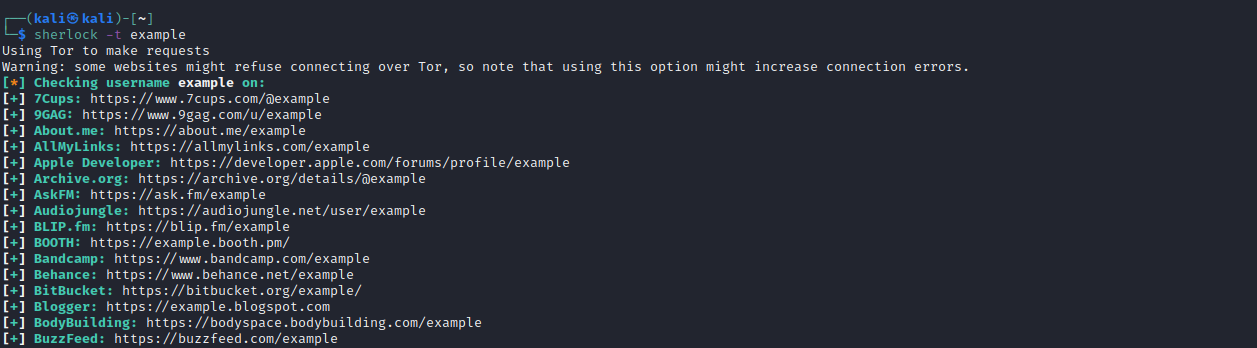 ┌──(kali㉿kali)-[~]
└─$ sherlock -t example
Using Tor to make requests
Warning: some websites might refuse connecting over Tor, so note that using this option might increase connection errors.
[*] Checking username example on:
[+] 7Cups: https://www.7cups.com/@example
[+] 9GAG: https://www.9gag.com/u/example
[+] About.me: https://about.me/example
[+] AllMyLinks: https://allmylinks.com/example
[+] Apple Developer: https://developer.apple.com/forums/profile/example
[+] Archive.org: https://archive.org/details/@example
[+] AskFM: https://ask.fm/example
[+] Audiojungle: https://audiojungle.net/user/example
[+] BLIP.fm: https://blip.fm/example
[+] BOOTH: https://example.booth.pm/
[+] Bandcamp: https://www.bandcamp.com/example
[+] Behance: https://www.behance.net/example
[+] BitBucket: https://bitbucket.org/example/
[+] Blogger: https://example.blogspot.com
[+] BodyBuilding: https://bodyspace.bodybuilding.com/example
[+] BuzzFeed: https://buzzfeed.com/example